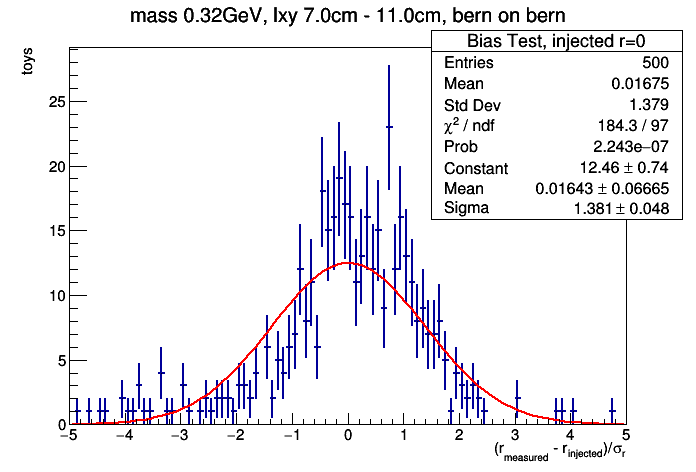 mass 0.32GeV, lxy 7.0cm - 11.0cm, bern on bern
Bias Test, injected r=0
Entries 500
Mean 0.01675
Std Dev 1.379
χ² / ndf 184.3 / 97
Prob 2.243e−07
Constant 12.46 ± 0.74
Mean 0.01643 ± 0.06665
Sigma 1.381 ± 0.048
toys
25
20
15
10
5
0
−5 −4 −3 −2 −1 0 1 2 3 4 5
(r_measured - r_injected)/σ_r